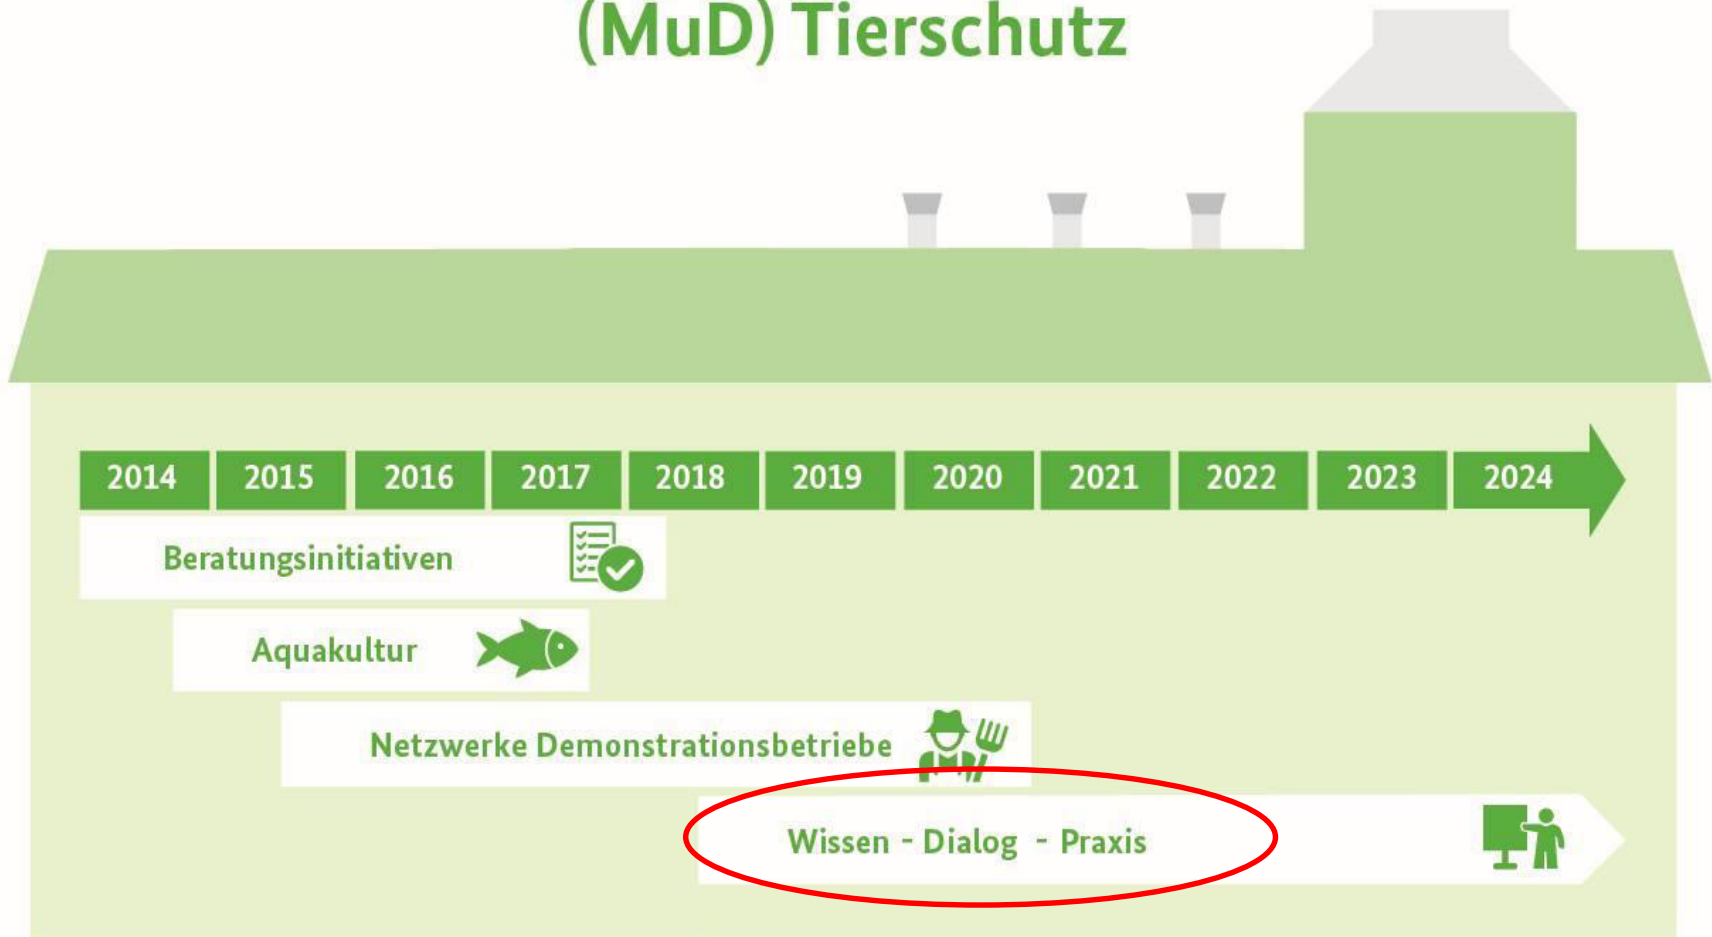 (MuD) Tierschutz
2014 2015 2016 2017 2018 2019 2020 2021 2022 2023 2024
Beratungsinitiativen
Aquakultur
Netzwerke Demonstrationsbetriebe
Wissen - Dialog - Praxis